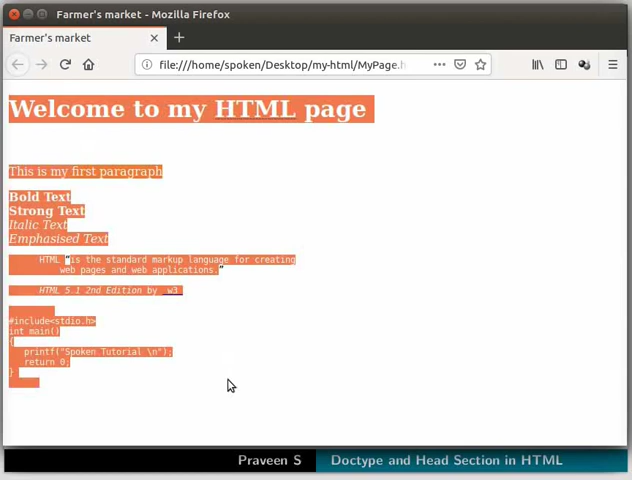 Farmer's market - Mozilla Firefox
Farmer's market
file:///home/spoken/Desktop/my-html/MyPage.h
Welcome to my HTML page
This is my first paragraph
Bold Text
Strong Text
Italic Text
Emphasised Text
HTML “is the standard markup language for creating
web pages and web applications.”
HTML 5.1 2nd Edition by w3
#include<stdio.h>
int main()
{
printf("Spoken Tutorial \n");
return 0;
}
Praveen S Doctype and Head Section in HTML